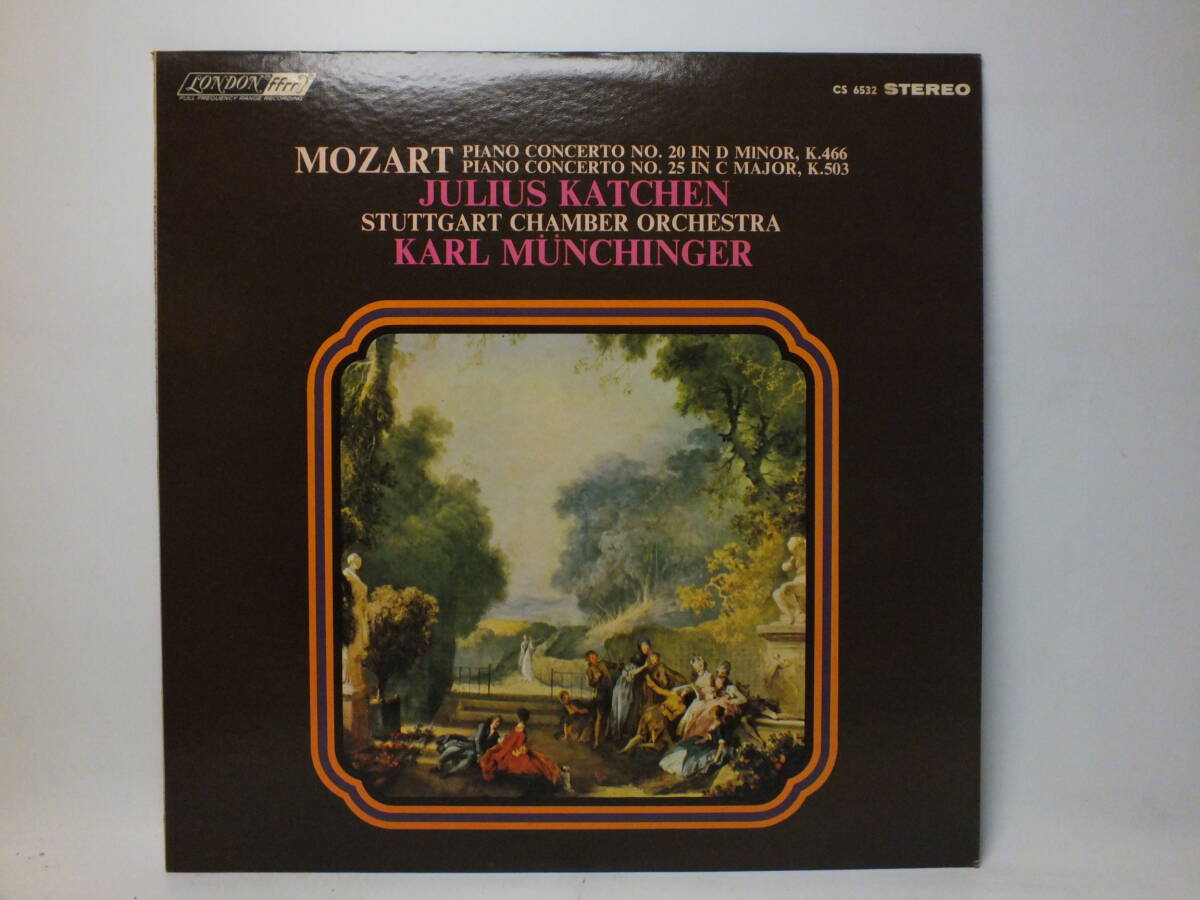 LONDON ffrr
FULL FREQUENCY RANGE RECORDING
CS 6532 STEREO
MOZART PIANO CONCERTO NO. 20 IN D MINOR, K.466
PIANO CONCERTO NO. 25 IN C MAJOR, K.503
JULIUS KATCHEN
STUTTGART CHAMBER ORCHESTRA
KARL MÜNCHINGER